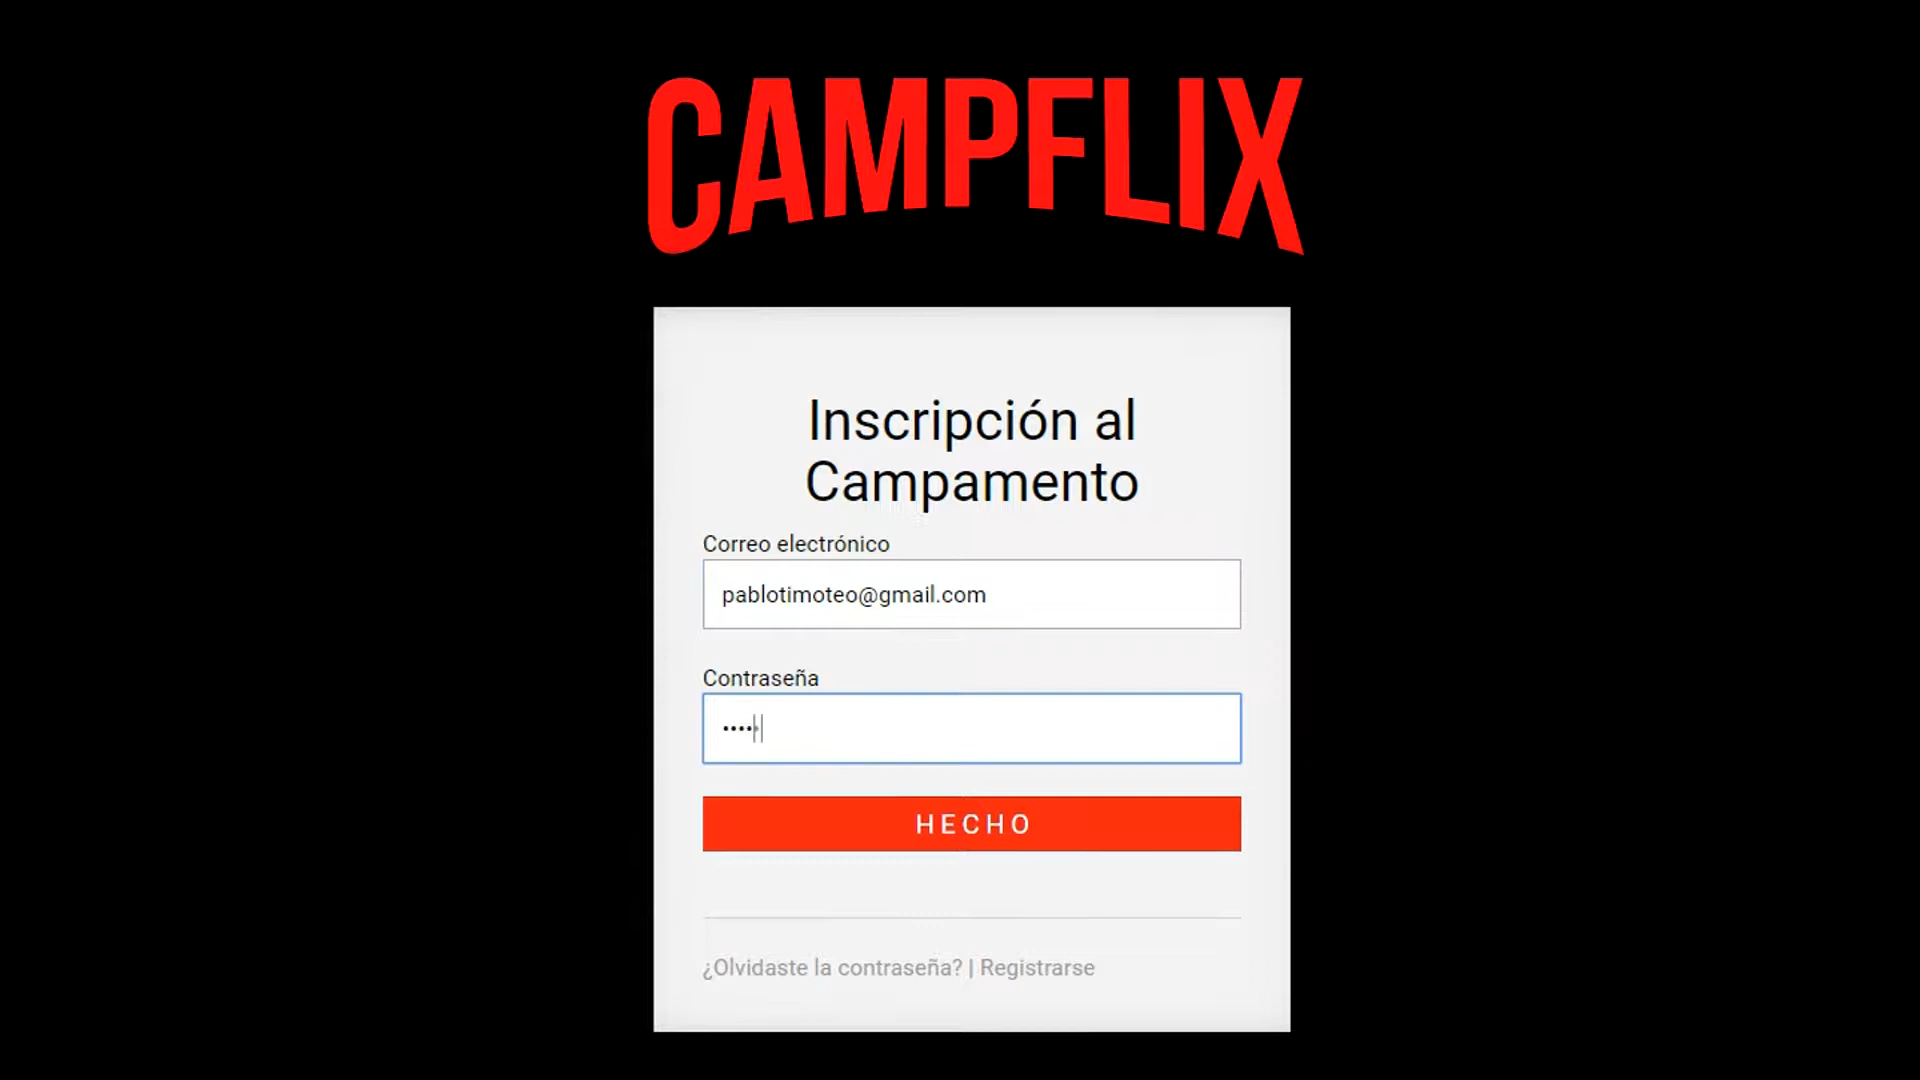 CAMPFLIX
Inscripción al
Campamento
Correo electrónico
pablotimoteo@gmail.com
Contraseña
HECHO
¿Olvidaste la contraseña? | Registrarse